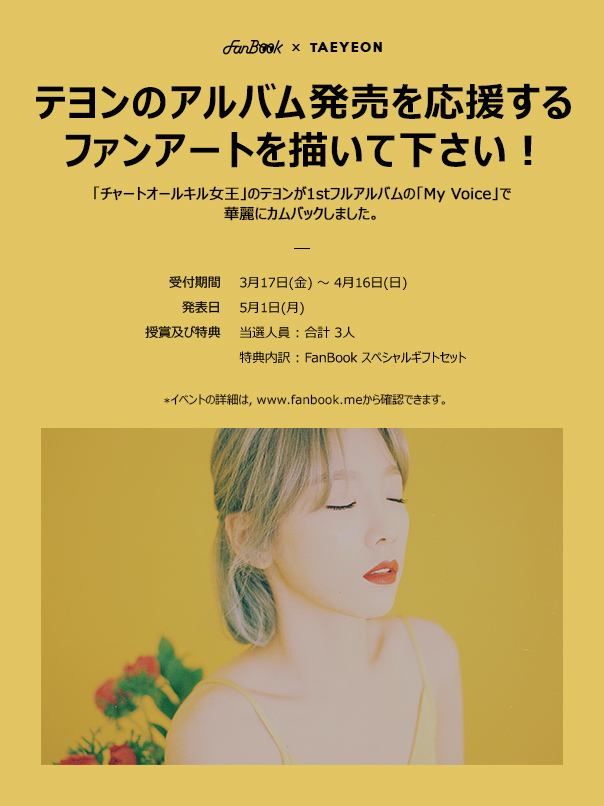 FanBook x TAEYEON
テヨンのアルバム発売を応援する
ファンアートを描いて下さい！
「チャートオールキル女王」のテヨンが1stフルアルバムの「My Voice」で
華麗にカムバックしました。
受付期間 3月17日(金) ～ 4月16日(日)
発表日 5月1日(月)
授賞及び特典 当選人員 : 合計 3人
特典内訳 : FanBook スペシャルギフトセット
*イベントの詳細は, www.fanbook.meから確認できます。